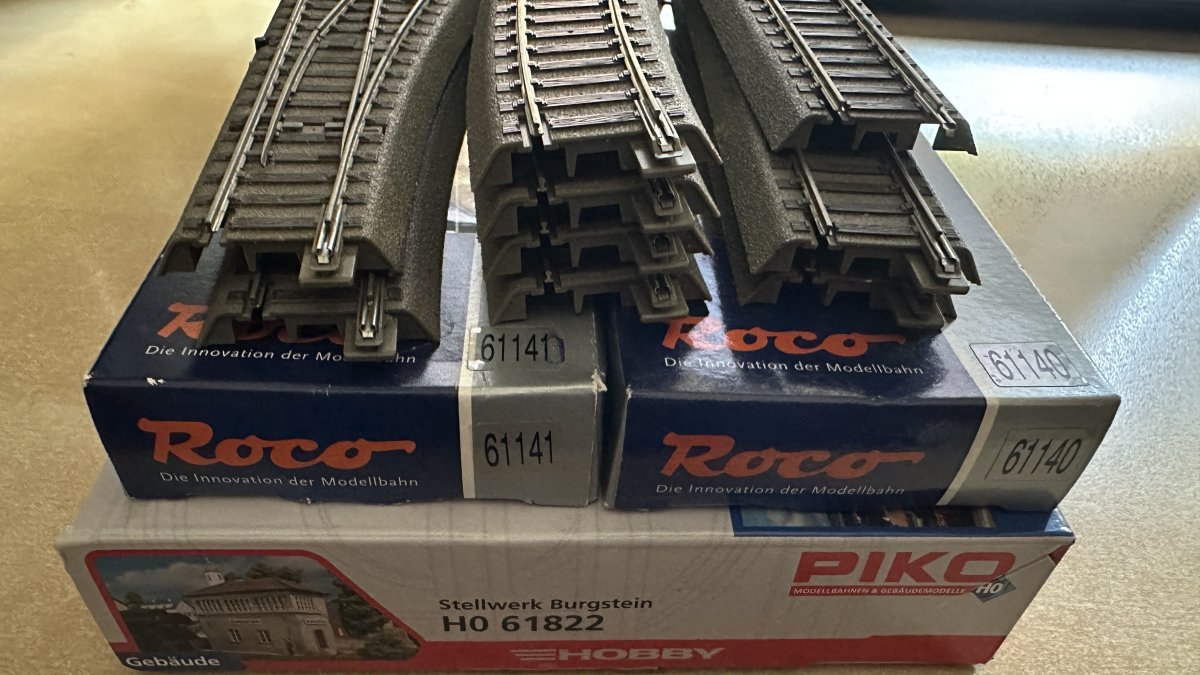 Roco
Die Innovation der Modellbahn
61141
Roco
Die Innovation der Modellbahn
61140
Roco
Die Innovation der Modellbahn
61141
Roco
Die Innovation der Modellbahn
61140
PIKO
MODELLBAHNEN & GEBÄUDEMODELLE
H0
Stellwerk Burgstein
H0 61822
Gebäude
HOBBY